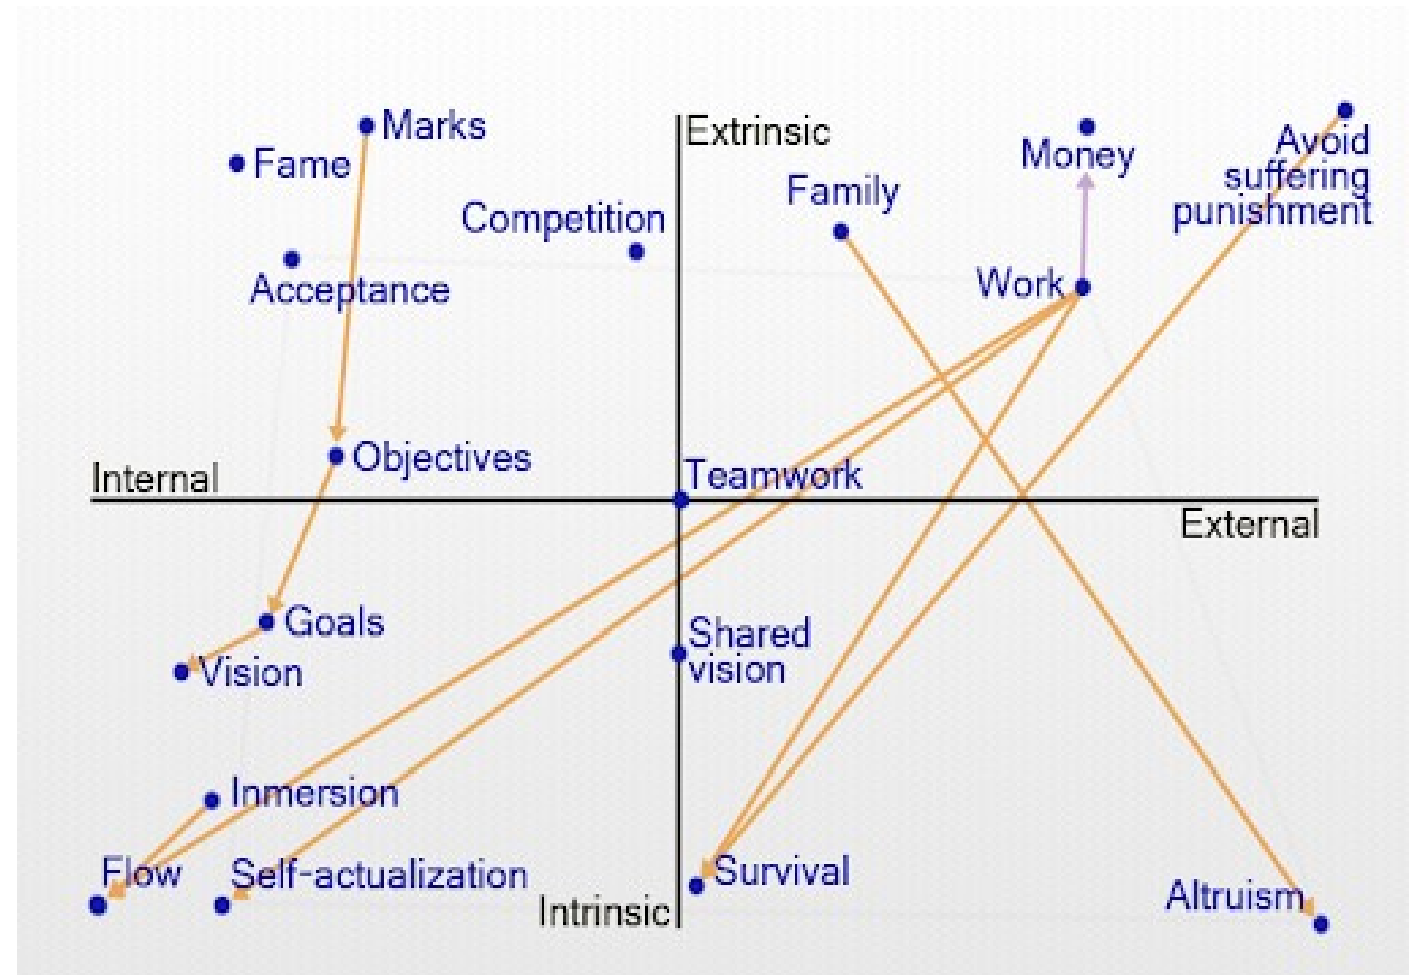 Marks
Extrinsic
Money
Avoid
suffering
punishment
Fame
Family
Competition
Acceptance
Work
Objectives
Internal
Teamwork
External
Goals
Shared
vision
Vision
Inmersion
Flow
Self-actualization
Survival
Altruism
Intrinsic